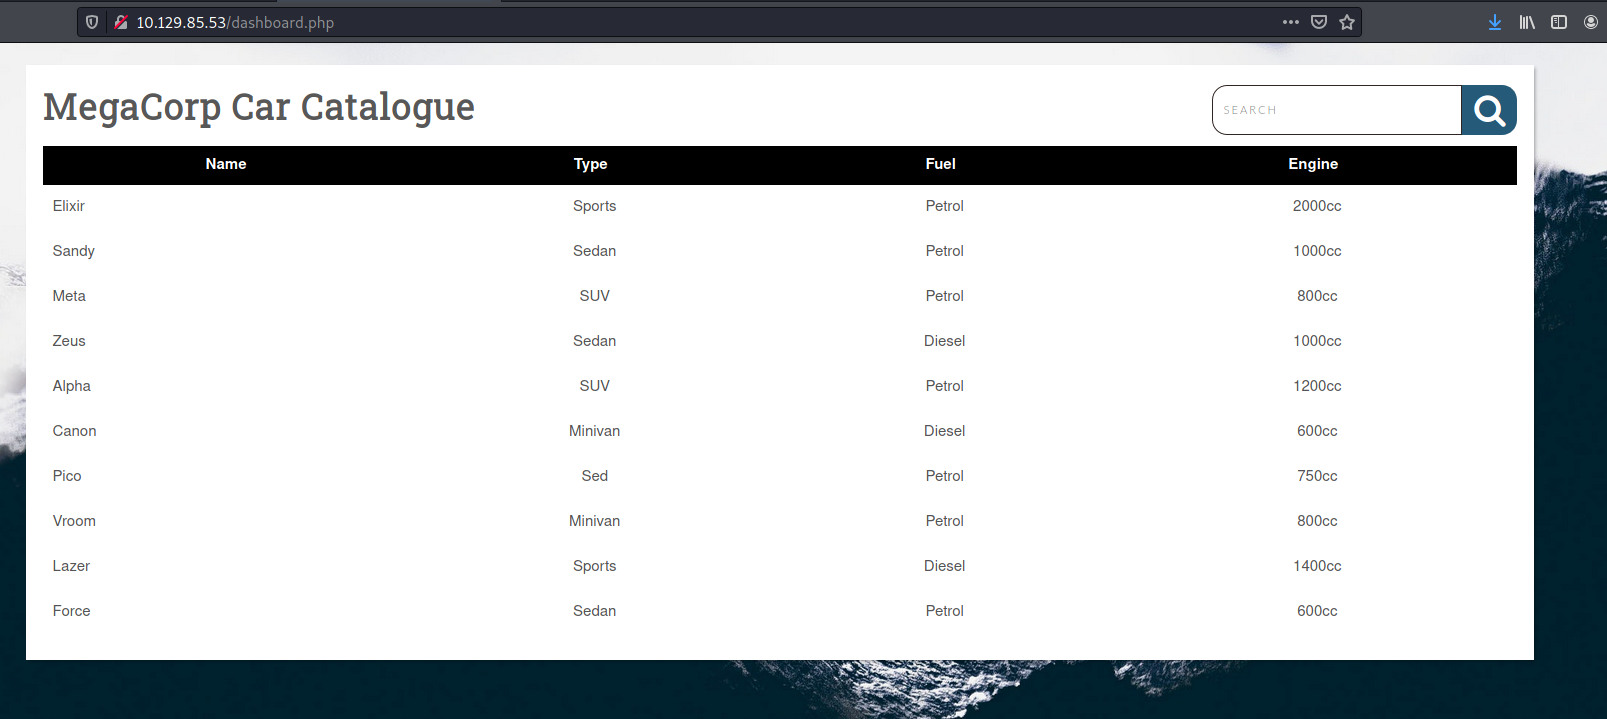 10.129.85.53/dashboard.php
MegaCorp Car Catalogue
SEARCH
Name Type Fuel Engine
Elixir Sports Petrol 2000cc
Sandy Sedan Petrol 1000cc
Meta SUV Petrol 800cc
Zeus Sedan Diesel 1000cc
Alpha SUV Petrol 1200cc
Canon Minivan Diesel 600cc
Pico Sed Petrol 750cc
Vroom Minivan Petrol 800cc
Lazer Sports Diesel 1400cc
Force Sedan Petrol 600cc